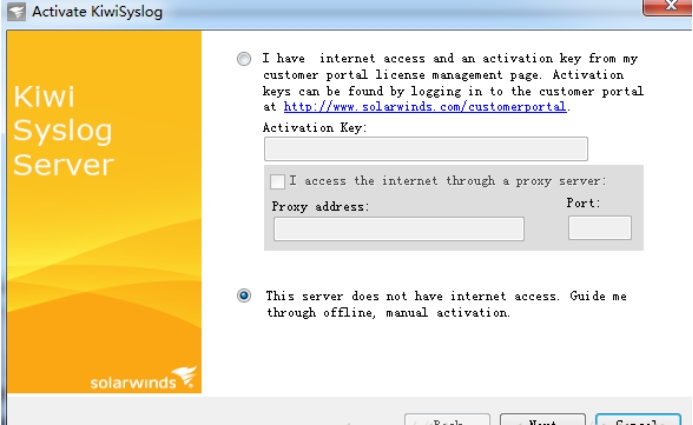 Activate KiwiSyslog
Kiwi
Syslog
Server
I have internet access and an activation key from my
customer portal license management page. Activation
keys can be found by logging in to the customer portal
at http://www.solarwinds.com/customerportal.
Activation Key:
I access the internet through a proxy server:
Proxy address:
Port:
This server does not have internet access. Guide me
through offline, manual activation.
solarwinds